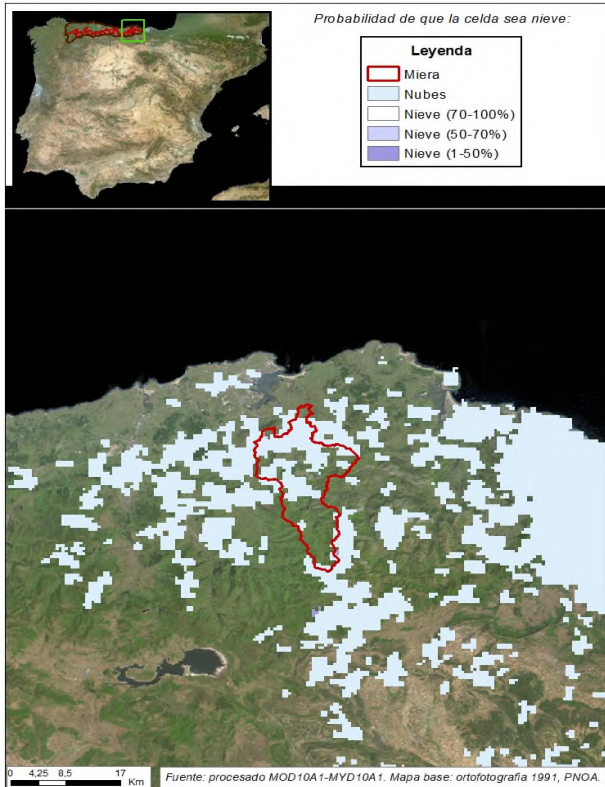 Probabilidad de que la celda sea nieve:
Leyenda
Miera
Nubes
Nieve (70-100%)
Nieve (50-70%)
Nieve (1-50%)
0 4,25 8,5 17
Km
Fuente: procesado MOD10A1-MYD10A1. Mapa base: ortofotografia 1991, PNOA.